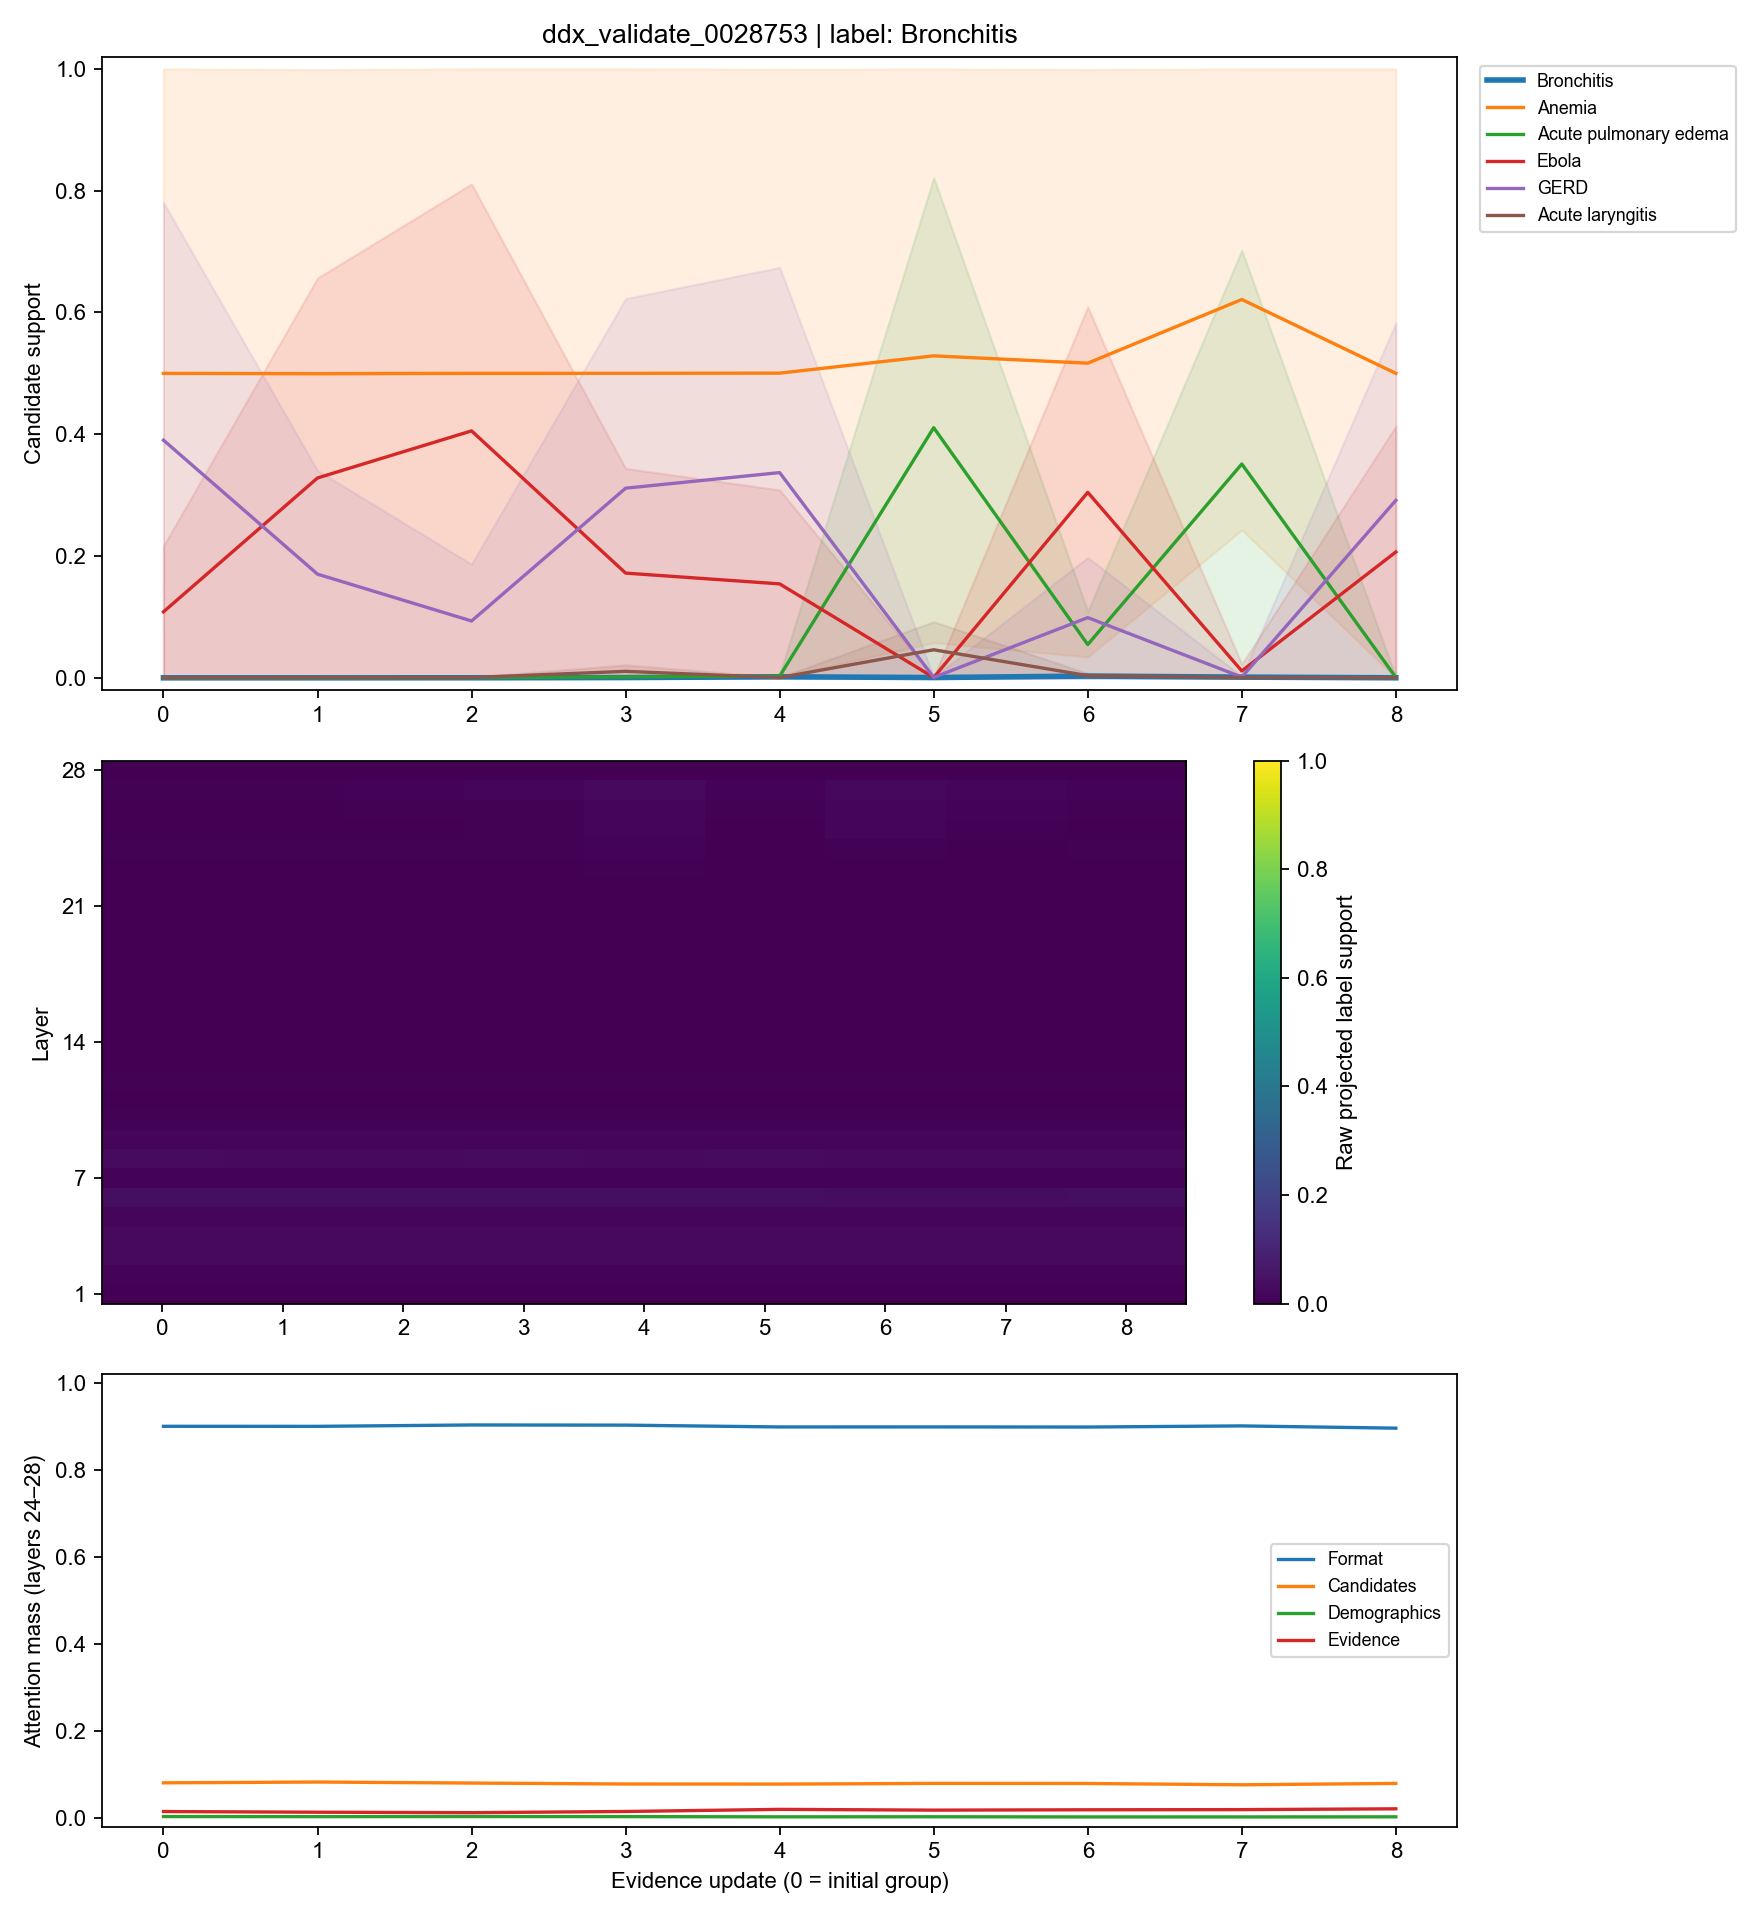 ddx_validate_0028753 | label: Bronchitis
Candidate support
1.0
0.8
0.6
0.4
0.2
0.0
0 1 2 3 4 5 6 7 8
Bronchitis
Anemia
Acute pulmonary edema
Ebola
GERD
Acute laryngitis
Layer
28
21
14
7
1
0 1 2 3 4 5 6 7 8
1.0
0.8
0.6
0.4
0.2
0.0
Raw projected label support
Attention mass (layers 24–28)
1.0
0.8
0.6
0.4
0.2
0.0
Format
Candidates
Demographics
Evidence
0 1 2 3 4 5 6 7 8
Evidence update (0 = initial group)